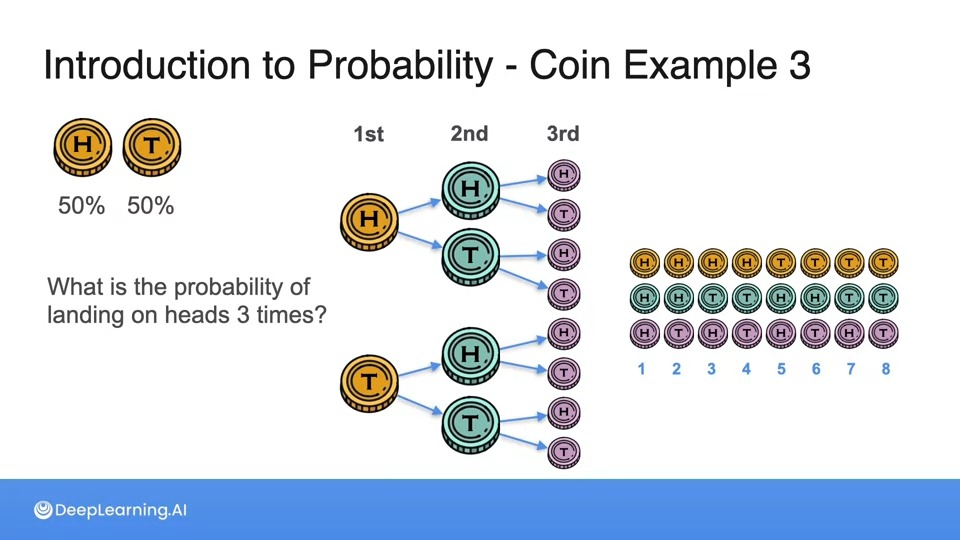 Introduction to Probability - Coin Example 3
H T
50% 50%
What is the probability of
landing on heads 3 times?
1st 2nd 3rd
H
T
H
T
H
T
H
T
H
T
H
T
H
T
H H H H T T T T
H H T T H H T T
H T H T H T H T
1 2 3 4 5 6 7 8
DeepLearning.AI